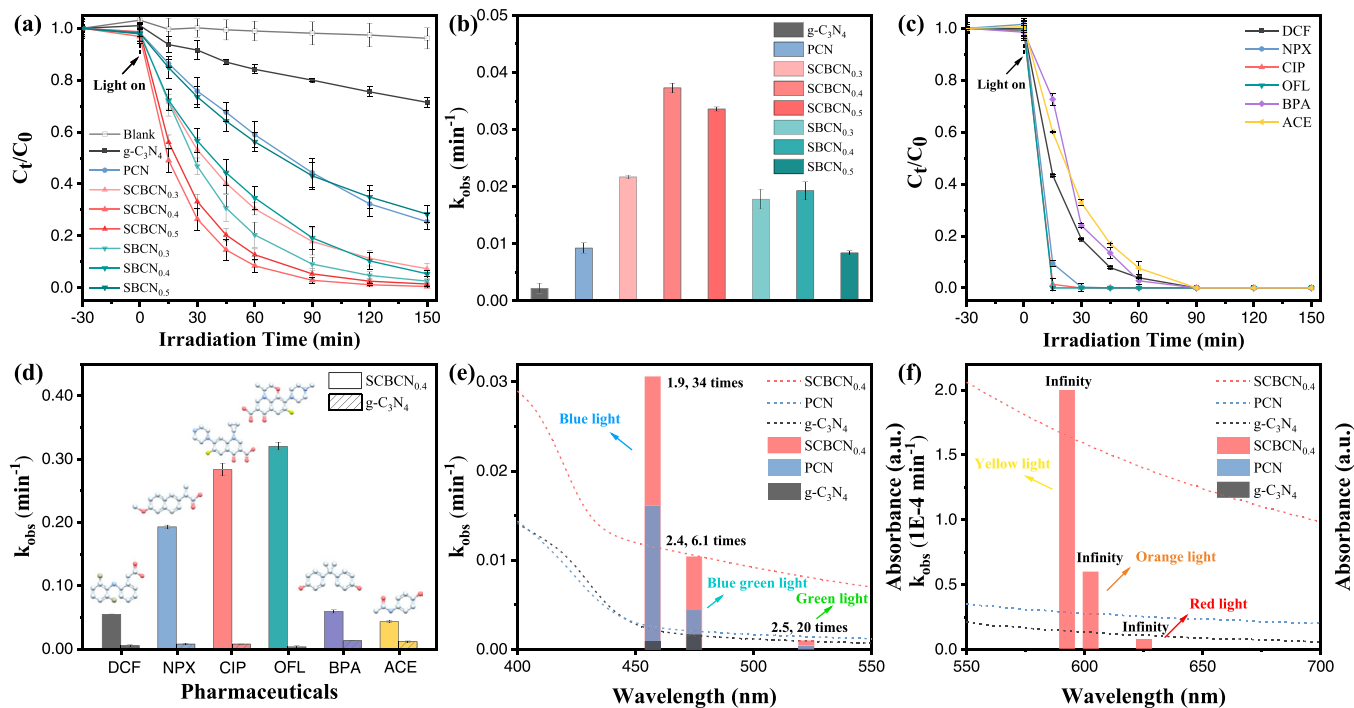 (a)
1.0
0.8
0.6
0.4
0.2
0.0
Cₜ/C₀
Light on
Blank
g-C₃N₄
PCN
SCBCN₀.₃
SCBCN₀.₄
SCBCN₀.₅
SBCN₀.₃
SBCN₀.₄
SBCN₀.₅
-30 0 30 60 90 120 150
Irradiation Time (min)
(b)
0.05
0.04
0.03
0.02
0.01
0.00
kobs (min⁻¹)
g-C₃N₄
PCN
SCBCN₀.₃
SCBCN₀.₄
SCBCN₀.₅
SBCN₀.₃
SBCN₀.₄
SBCN₀.₅
(c)
1.0
0.8
0.6
0.4
0.2
0.0
Cₜ/C₀
Light on
DCF
NPX
CIP
OFL
BPA
ACE
-30 0 30 60 90 120 150
Irradiation Time (min)
(d)
0.40
0.30
0.20
0.10
0.00
kobs (min⁻¹)
SCBCN₀.₄
g-C₃N₄
DCF NPX CIP OFL BPA ACE
Pharmaceuticals
(e)
0.03
0.02
0.01
0.00
kobs (min⁻¹)
1.9, 34 times
Blue light
2.4, 6.1 times
Blue green light
Green light
2.5, 20 times
SCBCN₀.₄
PCN
g-C₃N₄
SCBCN₀.₄
PCN
g-C₃N₄
400 450 500 550
Wavelength (nm)
Absorbance (a.u.)
(f)
2.0
1.5
1.0
0.5
0.0
kobs (1E-4 min⁻¹)
Infinity
Yellow light
Infinity
Orange light
Infinity
Red light
SCBCN₀.₄
PCN
g-C₃N₄
SCBCN₀.₄
PCN
g-C₃N₄
550 600 650 700
Wavelength (nm)
Absorbance (a.u.)